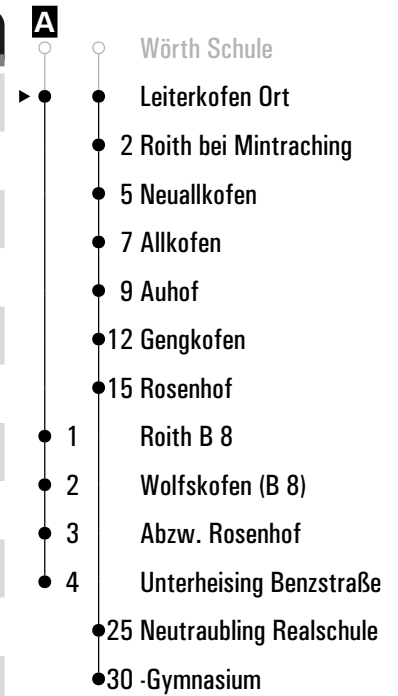 A
Wörth Schule
Leiterkofen Ort
2 Roith bei Mintraching
5 Neuallkofen
7 Allkofen
9 Auhof
12 Gengkofen
15 Rosenhof
1 Roith B 8
2 Wolfskofen (B 8)
3 Abzw. Rosenhof
4 Unterheising Benzstraße
25 Neutraubling Realschule
30 -Gymnasium